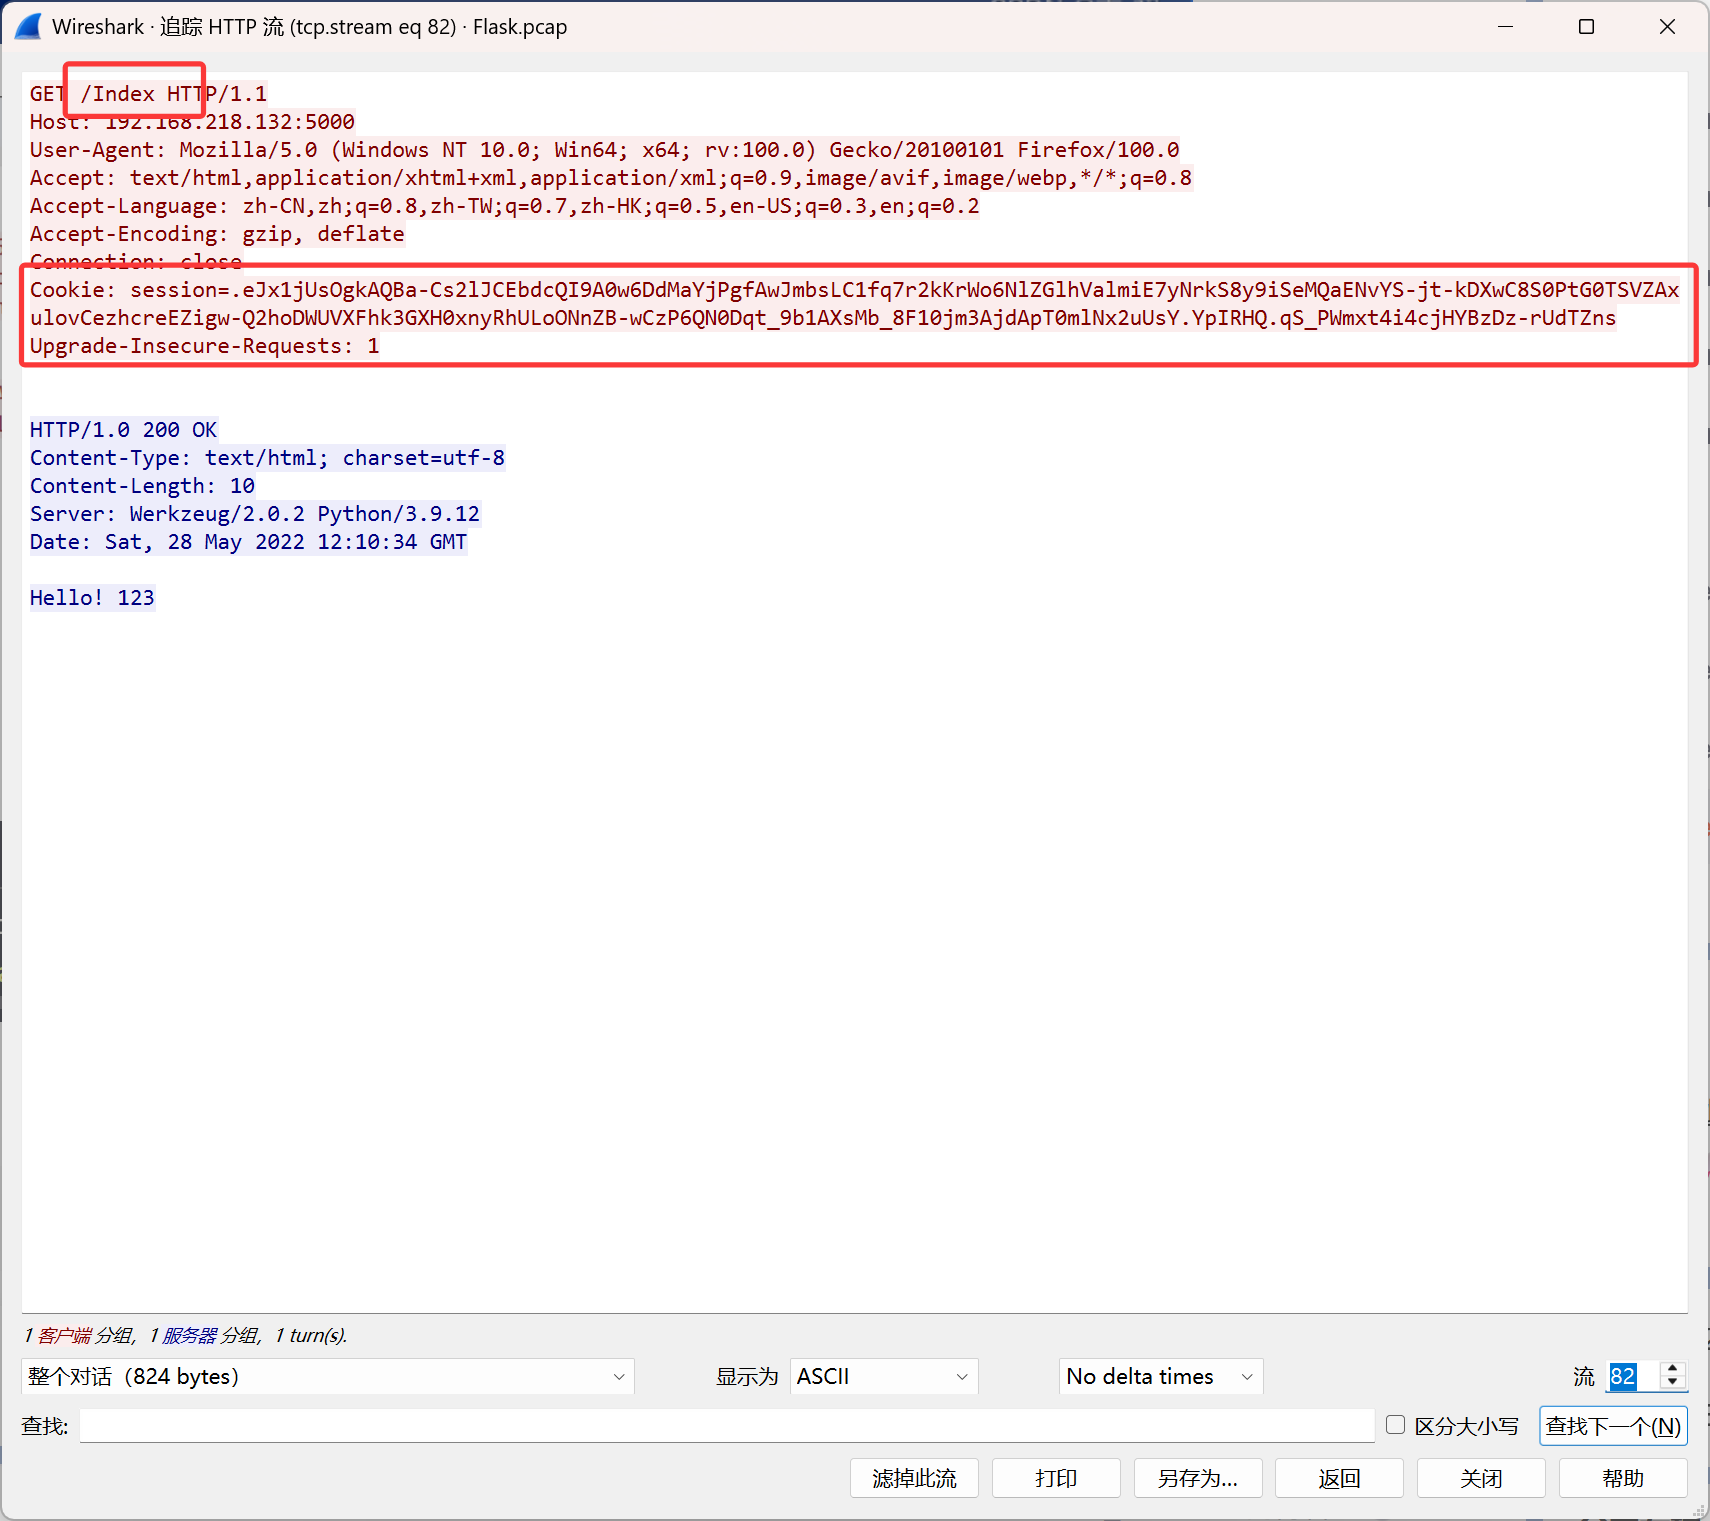 Wireshark · 追踪 HTTP 流 (tcp.stream eq 82) · Flask.pcap
GET /Index HTTP/1.1
Host: 192.168.218.132:5000
User-Agent: Mozilla/5.0 (Windows NT 10.0; Win64; x64; rv:100.0) Gecko/20100101 Firefox/100.0
Accept: text/html,application/xhtml+xml,application/xml;q=0.9,image/avif,image/webp,*/*;q=0.8
Accept-Language: zh-CN,zh;q=0.8,zh-TW;q=0.7,zh-HK;q=0.5,en-US;q=0.3,en;q=0.2
Accept-Encoding: gzip, deflate
Connection: close
Cookie: session=.eJx1jUsOgkAQBa-Cs2lJCEbdcQI9A0w6DdMaYjPgfAwJmbsLC1fq7r2kKrWo6NlZGlhValmiE7yNrkS8y9iSeMQaENvYS-jt-kDXwC8S0PtG0TSVZAx
ulovCezhcreEZigw-Q2hoDWUVXFhk3GXH0xnyRhULoONnZB-wCzP6QN0Dqt_9b1AXsMb_8F10jm3AjdApT0mlNx2uUsY.YpIRHQ.qS_PWmxt4i4cjHYBzDz-rUdTZns
Upgrade-Insecure-Requests: 1
HTTP/1.0 200 OK
Content-Type: text/html; charset=utf-8
Content-Length: 10
Server: Werkzeug/2.0.2 Python/3.9.12
Date: Sat, 28 May 2022 12:10:34 GMT
Hello! 123
1 客户端 分组, 1 服务器 分组, 1 turn(s).
整个对话（824 bytes） 显示为 ASCII No delta times 流 82
查找: 区分大小写 查找下一个(N)
滤掉此流 打印 另存为… 返回 关闭 帮助